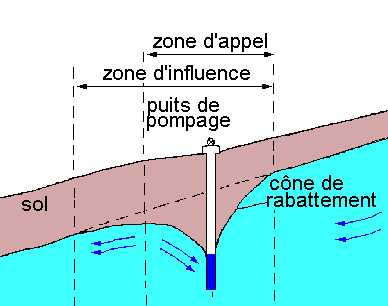 zone d'appel
zone d'influence
puits de
pompage
sol
cône de
rabattement